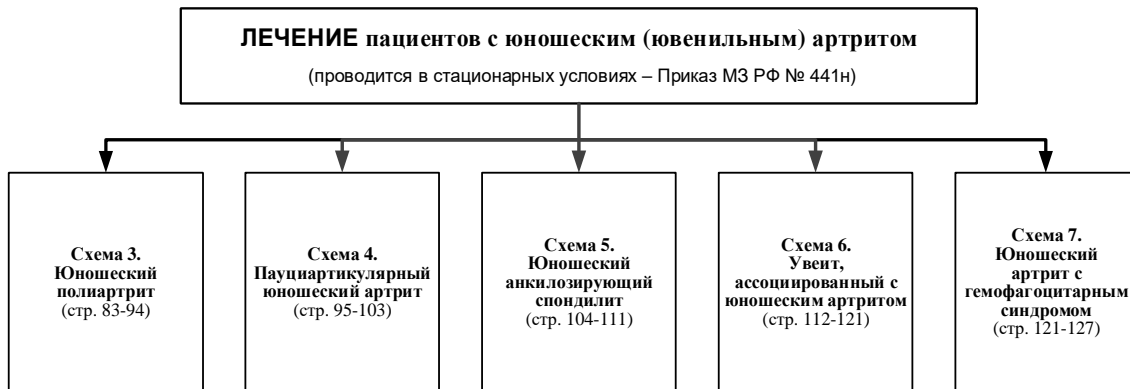 ЛЕЧЕНИЕ пациентов с юношеским (ювенильным) артритом
(проводится в стационарных условиях – Приказ МЗ РФ № 441н)
Схема 3.
Юношеский
полиартрит
(стр. 83-94)
Схема 4.
Пауциартикулярный
юношеский артрит
(стр. 95-103)
Схема 5.
Юношеский
анкилозирующий
спондилит
(стр. 104-111)
Схема 6.
Увеит,
ассоциированный с
юношеским артритом
(стр. 112-121)
Схема 7.
Юношеский
артрит с
гемофагоцитарным
синдромом
(стр. 121-127)